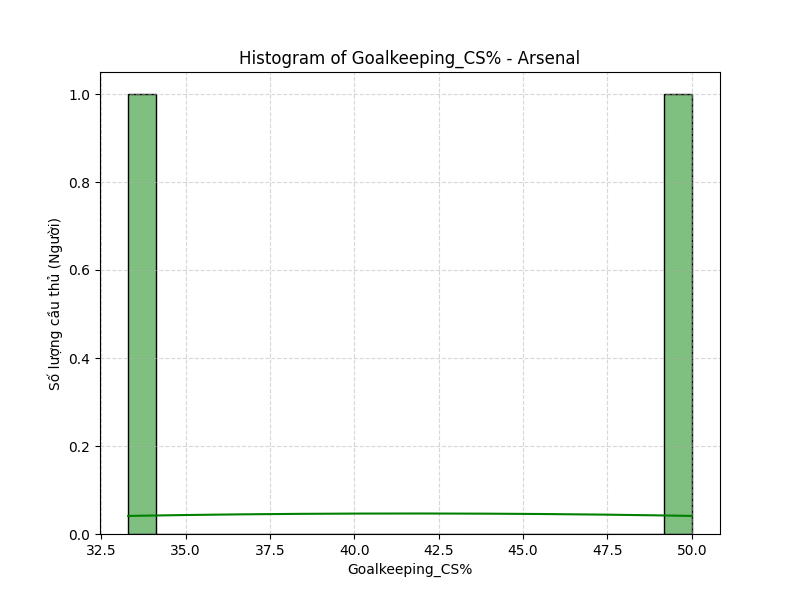 Histogram of Goalkeeping_CS% - Arsenal
Số lượng cầu thủ (Người)
1.0
0.8
0.6
0.4
0.2
0.0
32.5 35.0 37.5 40.0 42.5 45.0 47.5 50.0
Goalkeeping_CS%